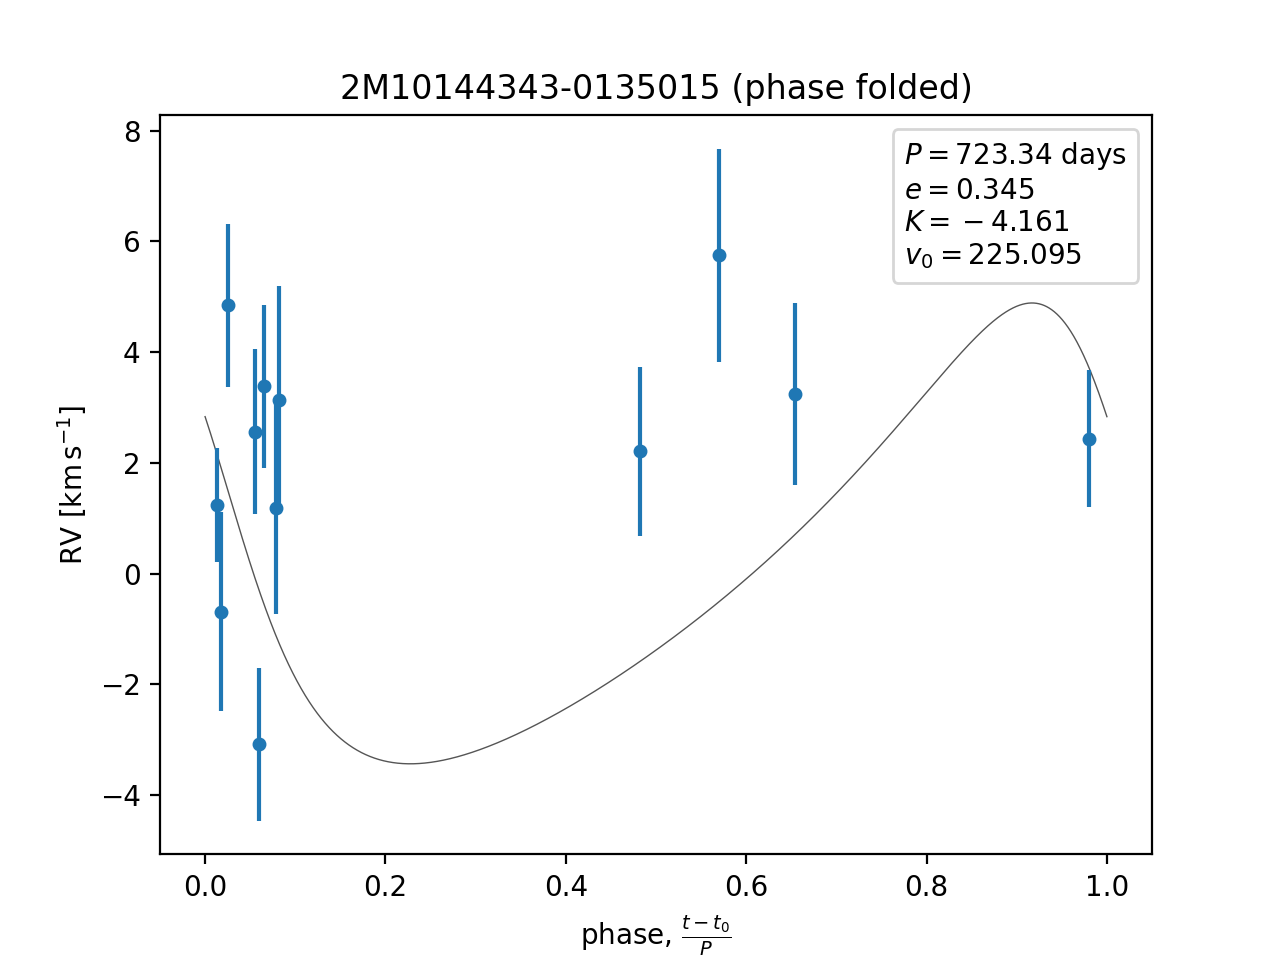 2M10144343-0135015 (phase folded)
P = 723.34 days
e = 0.345
K = −4.161
v₀ = 225.095
RV [km s⁻¹]
8
6
4
2
0
−2
−4
0.0 0.2 0.4 0.6 0.8 1.0
phase, (t − t₀)/P